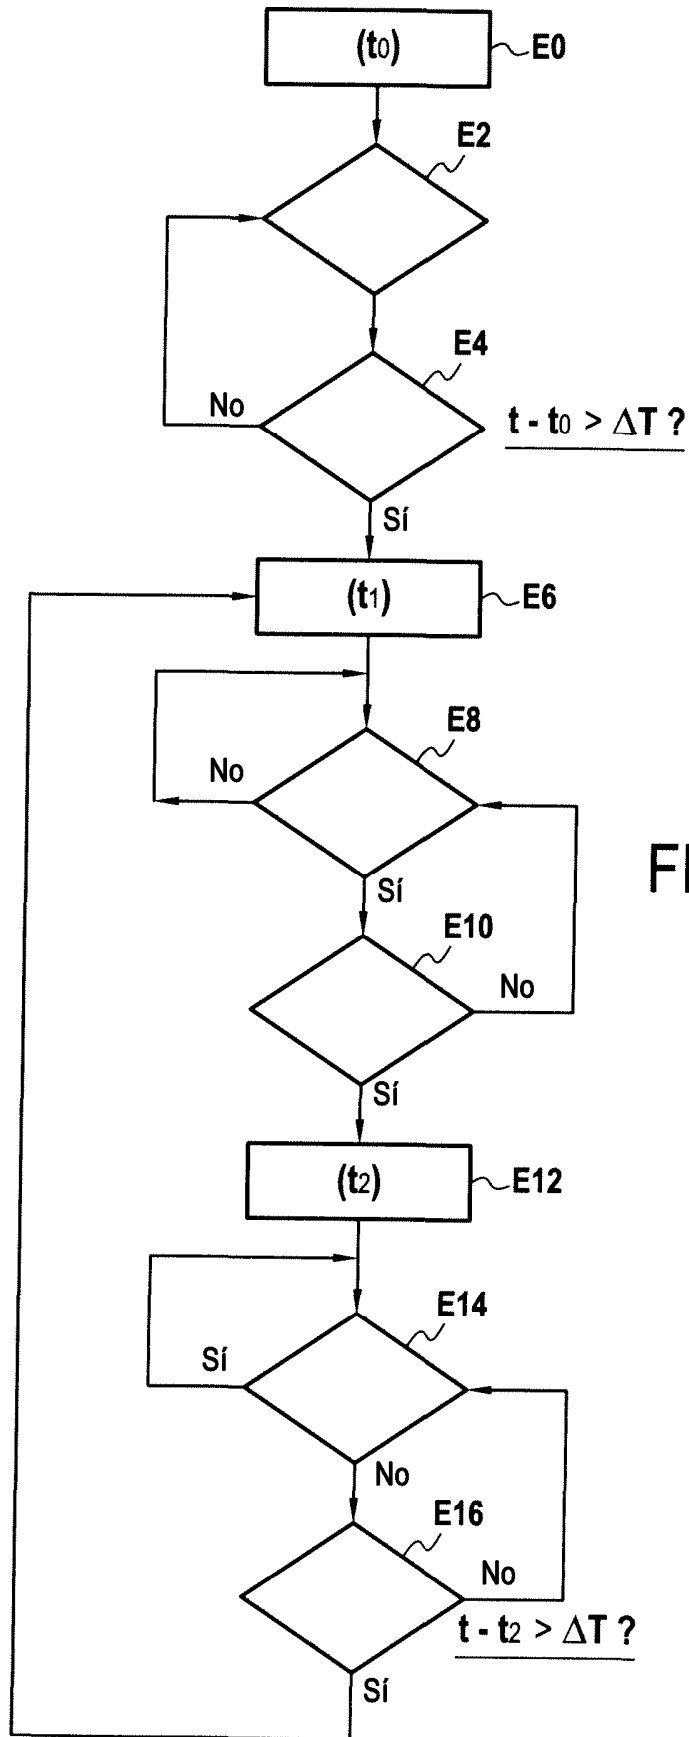 (t0)
E0
E2
E4
No
t - t0 > ΔT ?
Sí
(t1)
E6
E8
No
Sí
E10
No
Sí
(t2)
E12
E14
Sí
No
E16
No
t - t2 > ΔT ?
Sí